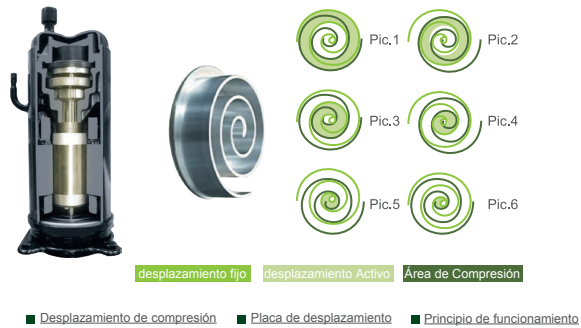 Pic.1
Pic.2
Pic.3
Pic.4
Pic.5
Pic.6
desplazamiento fijo
desplazamiento Activo
Área de Compresión
Desplazamiento de compresión
Placa de desplazamiento
Principio de funcionamiento